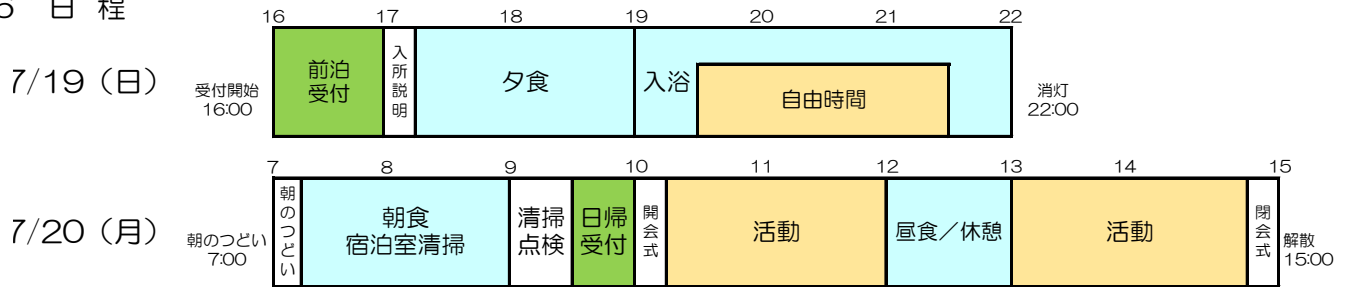 日 程
16 17 18 19 20 21 22
7/19（日）
受付開始
16:00
前泊
受付
入所説明
夕食
入浴
自由時間
消灯
22:00
7 8 9 10 11 12 13 14 15
7/20（月）
朝のつどい
7:00
朝のつどい
朝食
宿泊室清掃
清掃
点検
日帰
受付
開会式
活動
昼食／休憩
活動
閉会式
解散
15:00